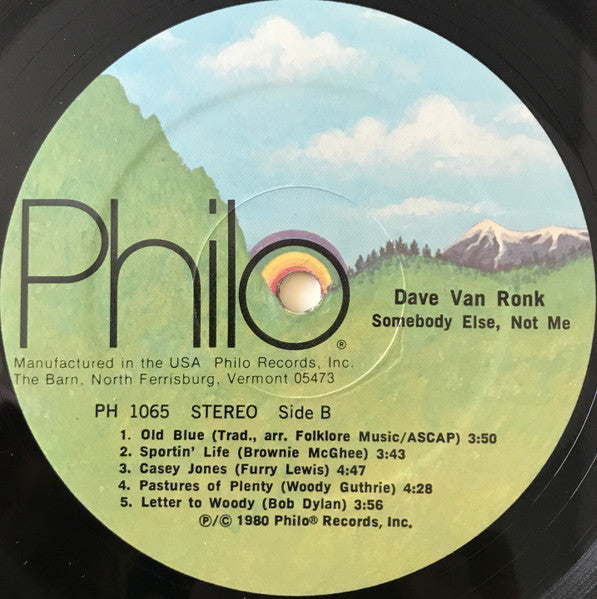 Philo®
Dave Van Ronk
Somebody Else, Not Me
Manufactured in the USA Philo Records, Inc.
The Barn, North Ferrisburg, Vermont 05473
PH 1065 STEREO Side B
1. Old Blue (Trad., arr. Folklore Music/ASCAP) 3:50
2. Sportin' Life (Brownie McGhee) 3:43
3. Casey Jones (Furry Lewis) 4:47
4. Pastures of Plenty (Woody Guthrie) 4:28
5. Letter to Woody (Bob Dylan) 3:56
℗/© 1980 Philo® Records, Inc.